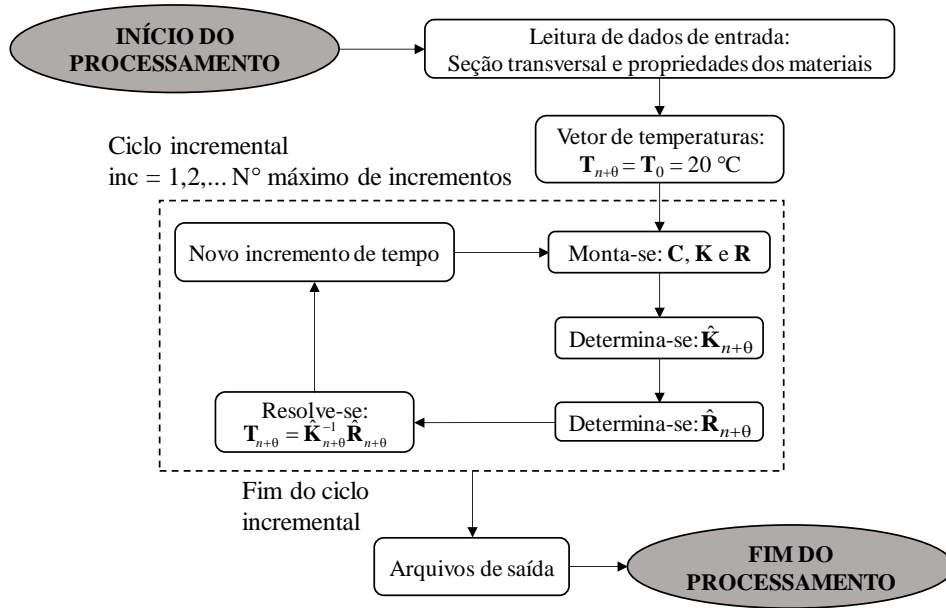 INÍCIO DO
PROCESSAMENTO
Leitura de dados de entrada:
Seção transversal e propriedades dos materiais
Vetor de temperaturas:
T_{n+θ} = T_0 = 20 °C
Ciclo incremental
inc = 1,2,... N° máximo de incrementos
Novo incremento de tempo
Monta-se: C, K e R
Determina-se: K̂_{n+θ}
Determina-se: R̂_{n+θ}
Resolve-se:
T_{n+θ} = K̂^{-1}_{n+θ} R̂_{n+θ}
Fim do ciclo
incremental
Arquivos de saída
FIM DO
PROCESSAMENTO